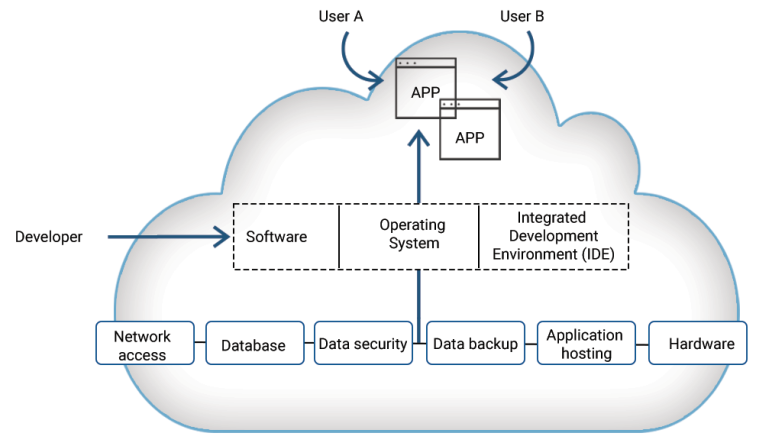 User A
User B
APP
APP
Developer
Software
Operating
System
Integrated
Development
Environment (IDE)
Network
access
Database
Data security
Data backup
Application
hosting
Hardware